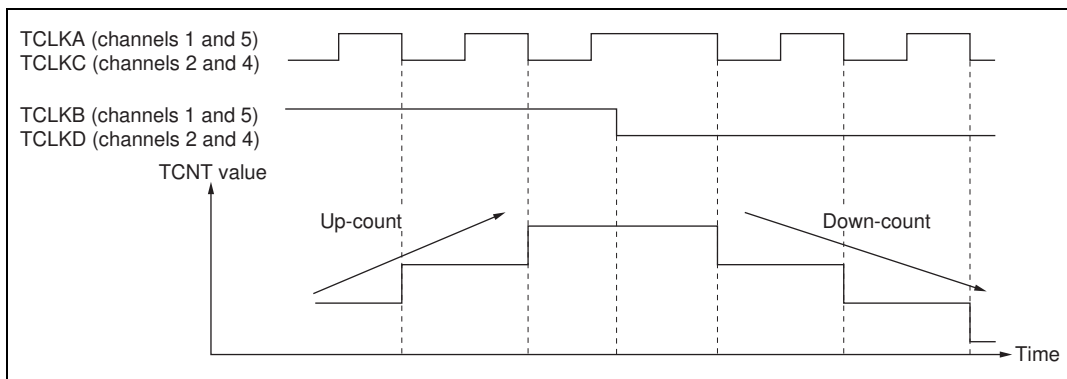 TCLKA (channels 1 and 5)
TCLKC (channels 2 and 4)
TCLKB (channels 1 and 5)
TCLKD (channels 2 and 4)
TCNT value
Up-count
Down-count
Time